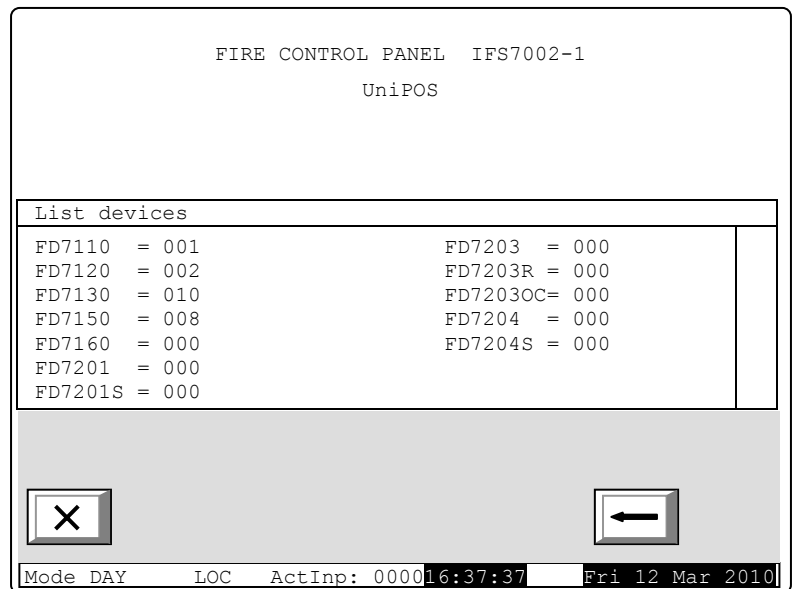 FIRE CONTROL PANEL IFS7002-1
UniPOS
List devices
FD7110 = 001 FD7203 = 000
FD7120 = 002 FD7203R = 000
FD7130 = 010 FD7203OC= 000
FD7150 = 008 FD7204 = 000
FD7160 = 000 FD7204S = 000
FD7201 = 000
FD7201S = 000
Mode DAY LOC ActInp: 0000 16:37:37 Fri 12 Mar 2010